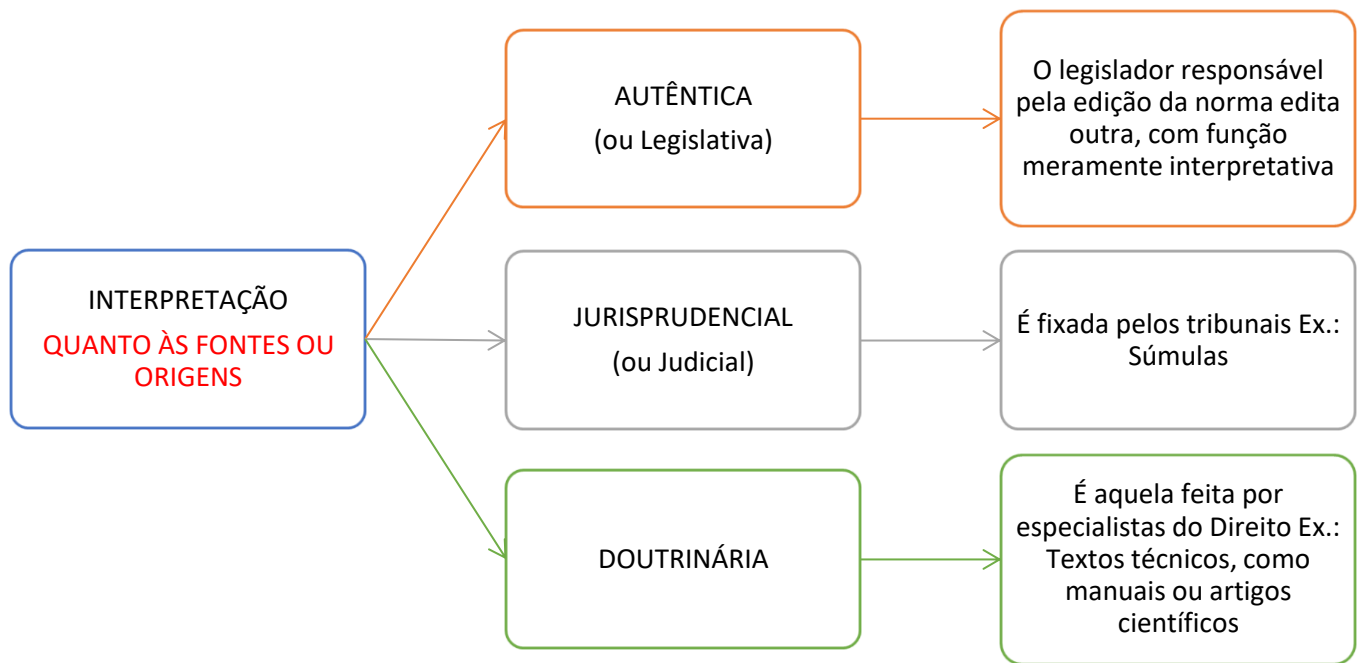 INTERPRETAÇÃO
QUANTO ÀS FONTES OU
ORIGENS
AUTÊNTICA
(ou Legislativa)
O legislador responsável
pela edição da norma edita
outra, com função
meramente interpretativa
JURISPRUDENCIAL
(ou Judicial)
É fixada pelos tribunais Ex.:
Súmulas
DOUTRINÁRIA
É aquela feita por
especialistas do Direito Ex.:
Textos técnicos, como
manuais ou artigos
científicos